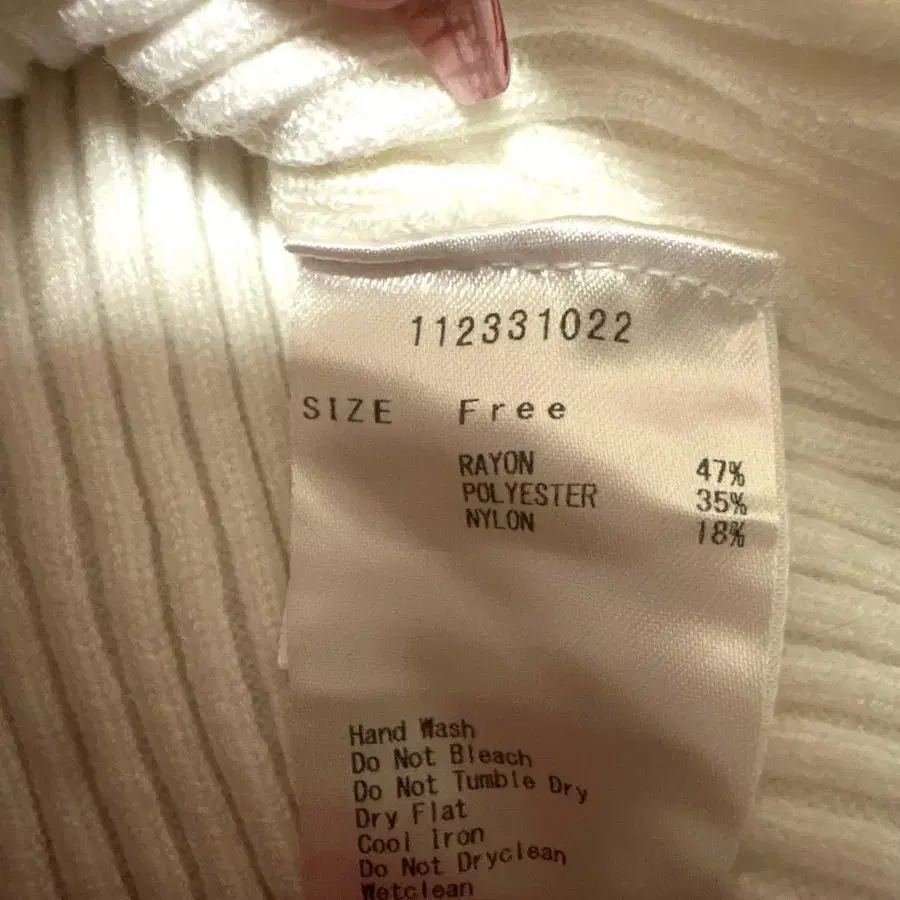 112331022
SIZE Free
RAYON 47%
POLYESTER 35%
NYLON 18%
Hand Wash
Do Not Bleach
Do Not Tumble Dry
Dry Flat
Cool Iron
Do Not Dryclean
Wetclean